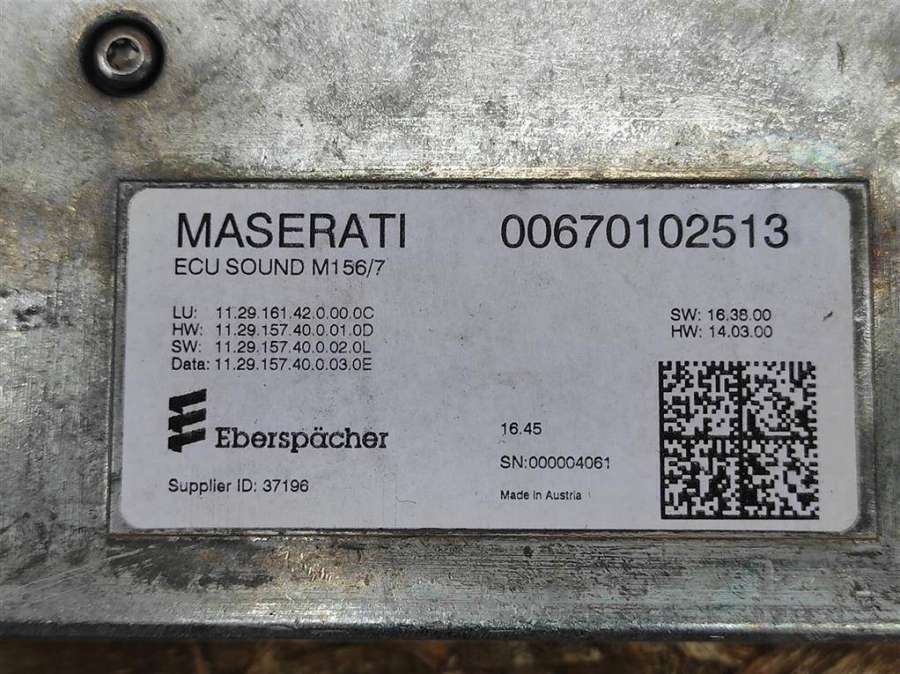 MASERATI 00670102513
ECU SOUND M156/7
LU: 11.29.161.42.0.00.0C
HW: 11.29.157.40.0.01.0D
SW: 11.29.157.40.0.02.0L
Data: 11.29.157.40.0.03.0E
SW: 16.38.00
HW: 14.03.00
Eberspächer
Supplier ID: 37196
16.45
SN:000004061
Made In Austria